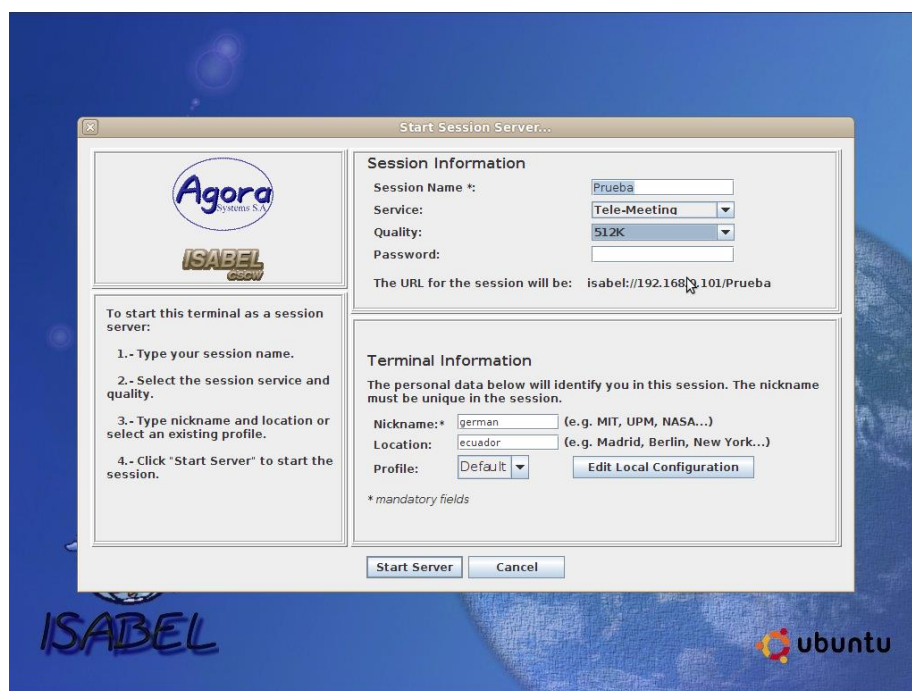 Start Session Server...
Agora
Systems S.A
ISABEL
CSCW
To start this terminal as a session
server:
1.- Type your session name.
2.- Select the session service and
quality.
3.- Type nickname and location or
select an existing profile.
4.- Click "Start Server" to start the
session.
Session Information
Session Name *: Prueba
Service: Tele-Meeting
Quality: 512K
Password:
The URL for the session will be: isabel://192.168. .101/Prueba
Terminal Information
The personal data below will identify you in this session. The nickname
must be unique in the session.
Nickname:* german (e.g. MIT, UPM, NASA...)
Location: ecuador (e.g. Madrid, Berlin, New York...)
Profile: Default Edit Local Configuration
* mandatory fields
Start Server Cancel
ISABEL
ubuntu